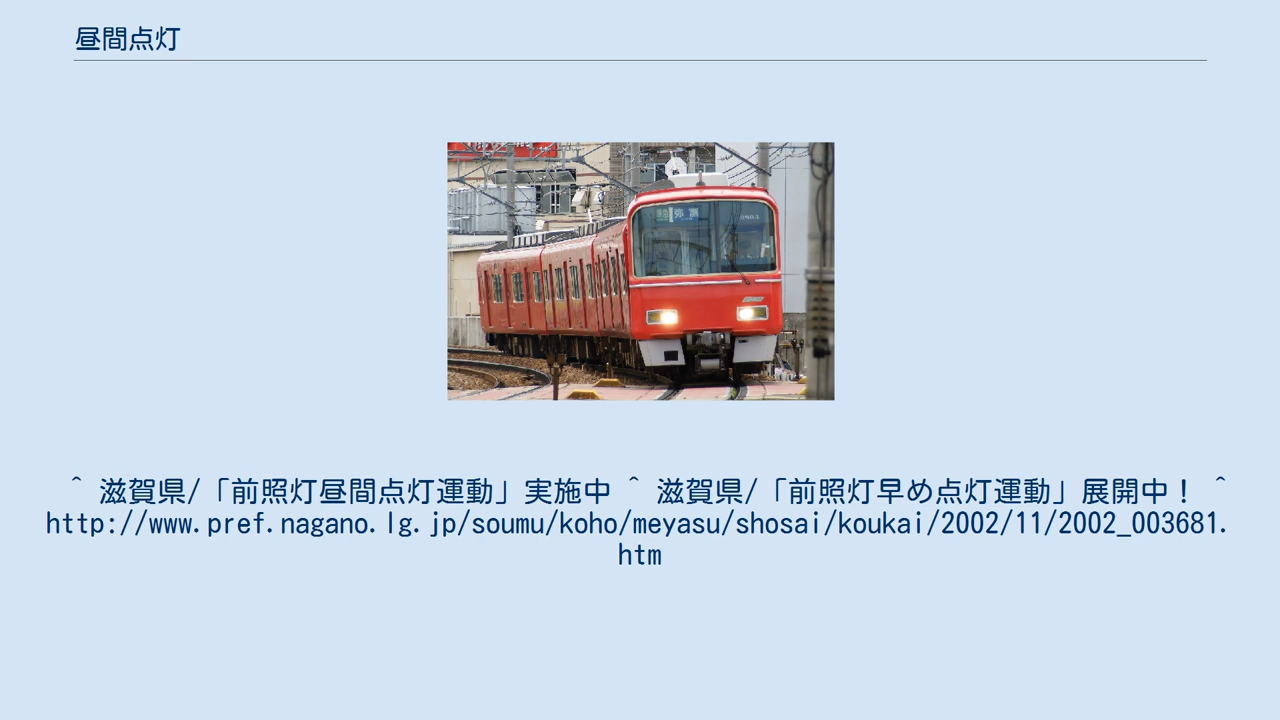 昼間点灯
^ 滋賀県/「前照灯昼間点灯運動」実施中 ^ 滋賀県/「前照灯早め点灯運動」展開中！ ^
http://www.pref.nagano.lg.jp/soumu/koho/meyasu/shosai/koukai/2002/11/2002_003681.
htm